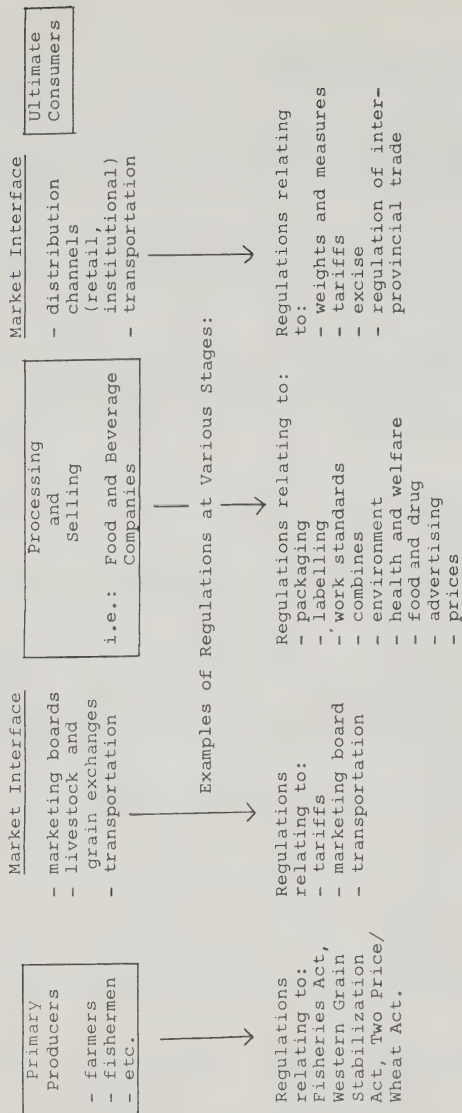 Primary
Producers
- farmers
- fishermen
- etc.
Market Interface
- marketing boards
- livestock and
grain exchanges
- transportation
Processing
and
Selling
i.e.: Food and Beverage
Companies
Market Interface
- distribution
channels
(retail,
institutional)
- transportation
Ultimate
Consumers
Examples of Regulations at Various Stages:
Regulations
relating to:
Fisheries Act,
Western Grain
Stabilization
Act, Two Price/
Wheat Act.
Regulations
relating to:
- tariffs
- marketing board
- transportation
Regulations relating to:
- packaging
- labelling
- work standards
- combines
- environment
- health and welfare
- food and drug
- advertising
- prices
Regulations relating
to:
- weights and measures
- tariffs
- excise
- regulation of inter-
provincial trade